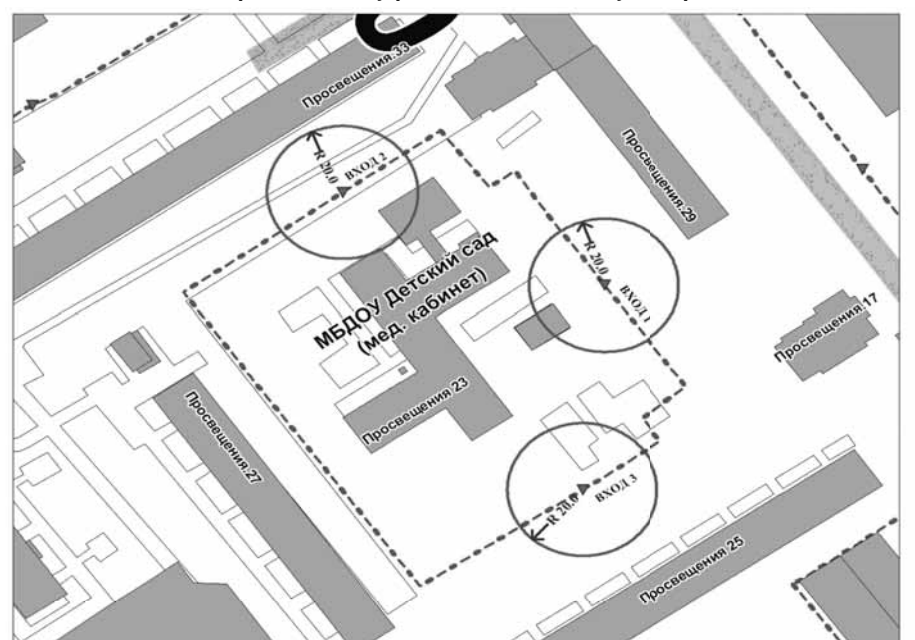 Просвещения.33
R 20.0
ВХОД 2
Просвещения.29
МБДОУ Детский сад
(мед. кабинет)
R 20.0
ВХОД 1
Просвещения.17
Просвещения 23
Просвещения.27
R 20.0
ВХОД 3
Просвещения 25